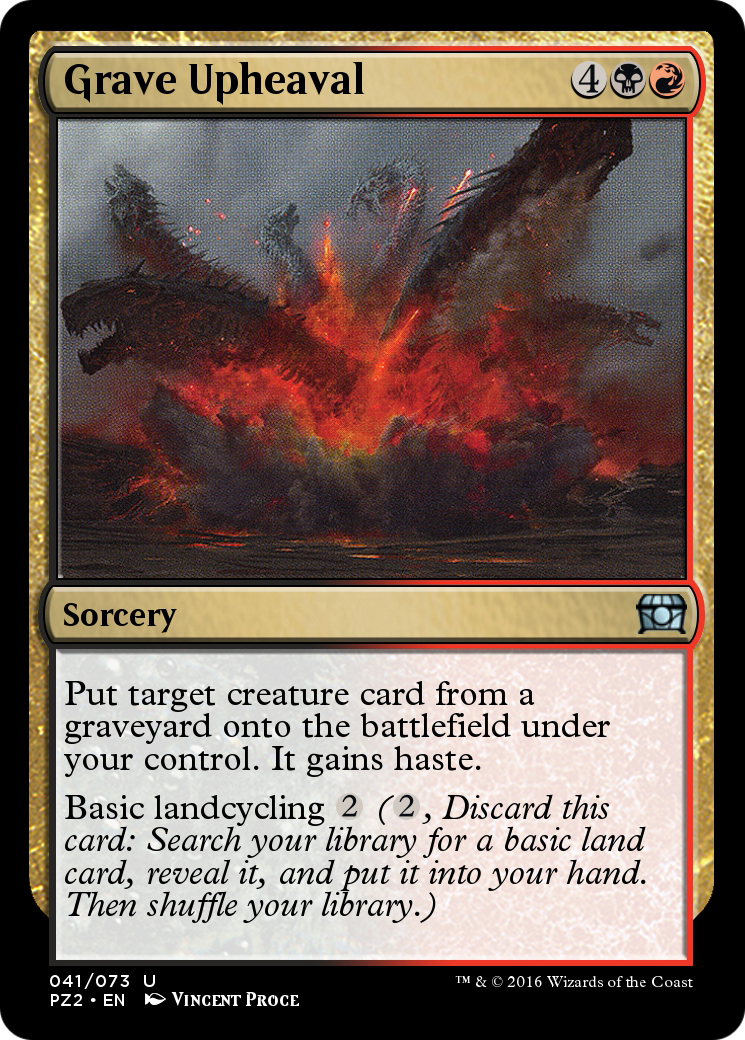 Grave Upheaval 4
Sorcery
Put target creature card from a
graveyard onto the battlefield under
your control. It gains haste.
Basic landcycling 2 (2, Discard this
card: Search your library for a basic land
card, reveal it, and put it into your hand.
Then shuffle your library.)
041/073 U
PZ2 • EN VINCENT PROCE
™ & © 2016 Wizards of the Coast